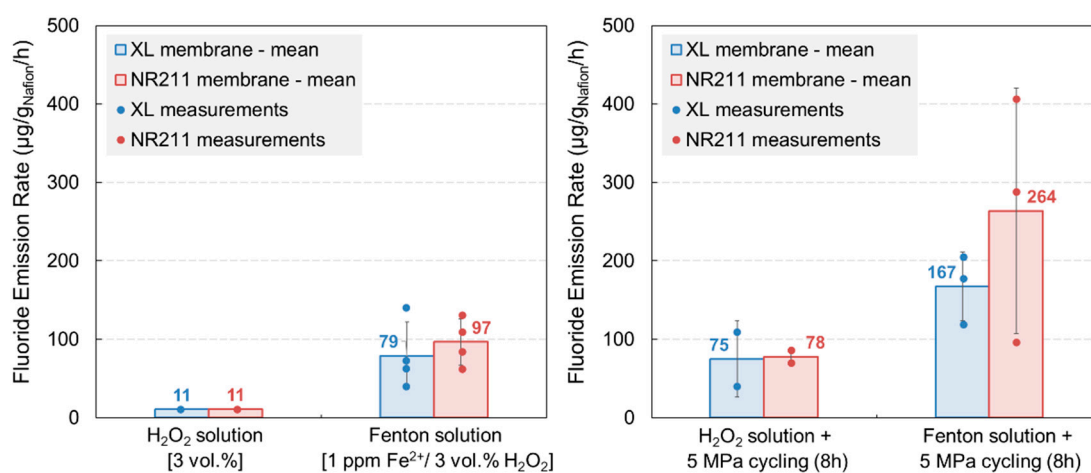 Fluoride Emission Rate (µg/g_Nafion/h)
500
400
300
200
100
0
XL membrane - mean
NR211 membrane - mean
XL measurements
NR211 measurements
11
11
79
97
H₂O₂ solution
[3 vol.%]
Fenton solution
[1 ppm Fe²⁺/ 3 vol.% H₂O₂]
Fluoride Emission Rate (µg/g_Nafion/h)
500
400
300
200
100
0
XL membrane - mean
NR211 membrane - mean
XL measurements
NR211 measurements
75
78
167
264
H₂O₂ solution +
5 MPa cycling (8h)
Fenton solution +
5 MPa cycling (8h)